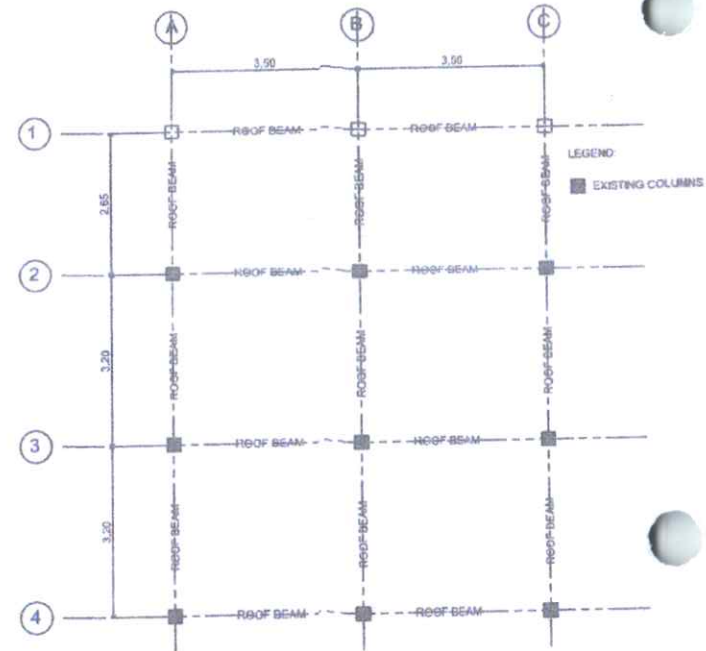 A B C
3,50 3,50
1 ROOF BEAM ROOF BEAM
LEGEND:
EXISTING COLUMNS
2,65 ROOF BEAM ROOF BEAM ROOF BEAM
2 ROOF BEAM ROOF BEAM
3,20 ROOF BEAM ROOF BEAM ROOF BEAM
3 ROOF BEAM ROOF BEAM
3,20 ROOF BEAM ROOF BEAM ROOF BEAM
4 ROOF BEAM ROOF BEAM